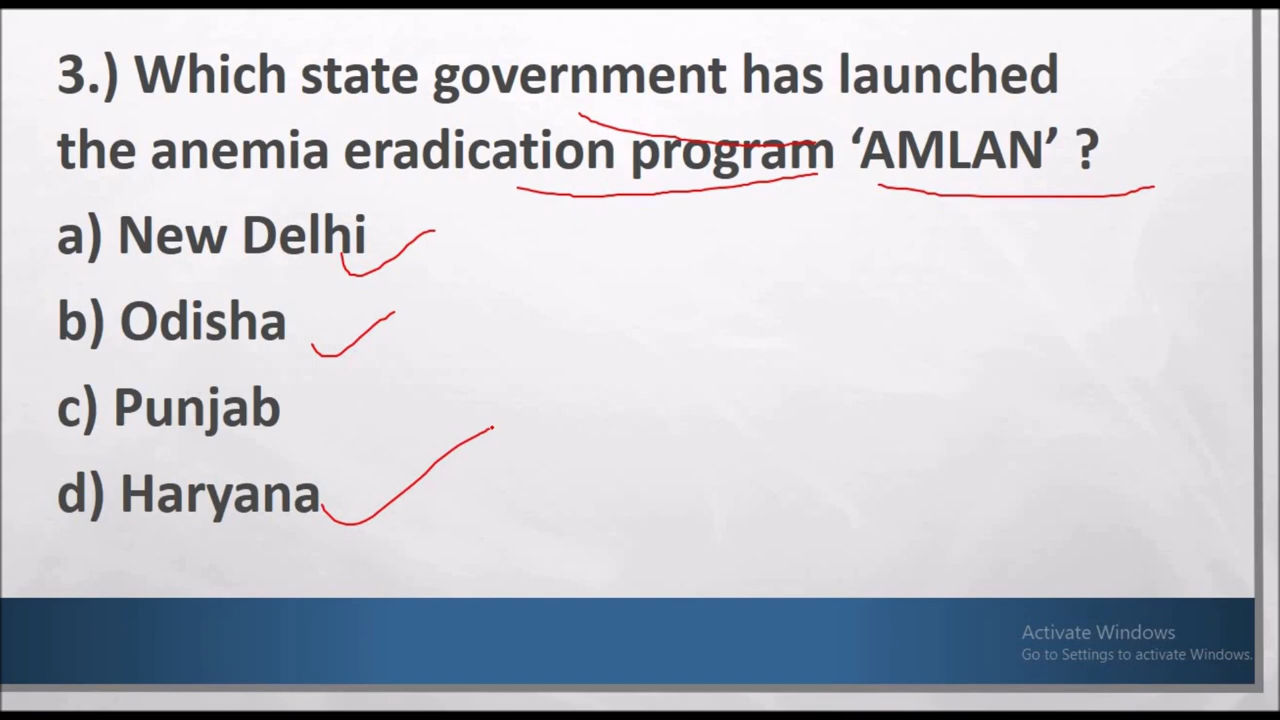 3.) Which state government has launched
the anemia eradication program ‘AMLAN’ ?
a) New Delhi
b) Odisha
c) Punjab
d) Haryana
Activate Windows
Go to Settings to activate Windows.